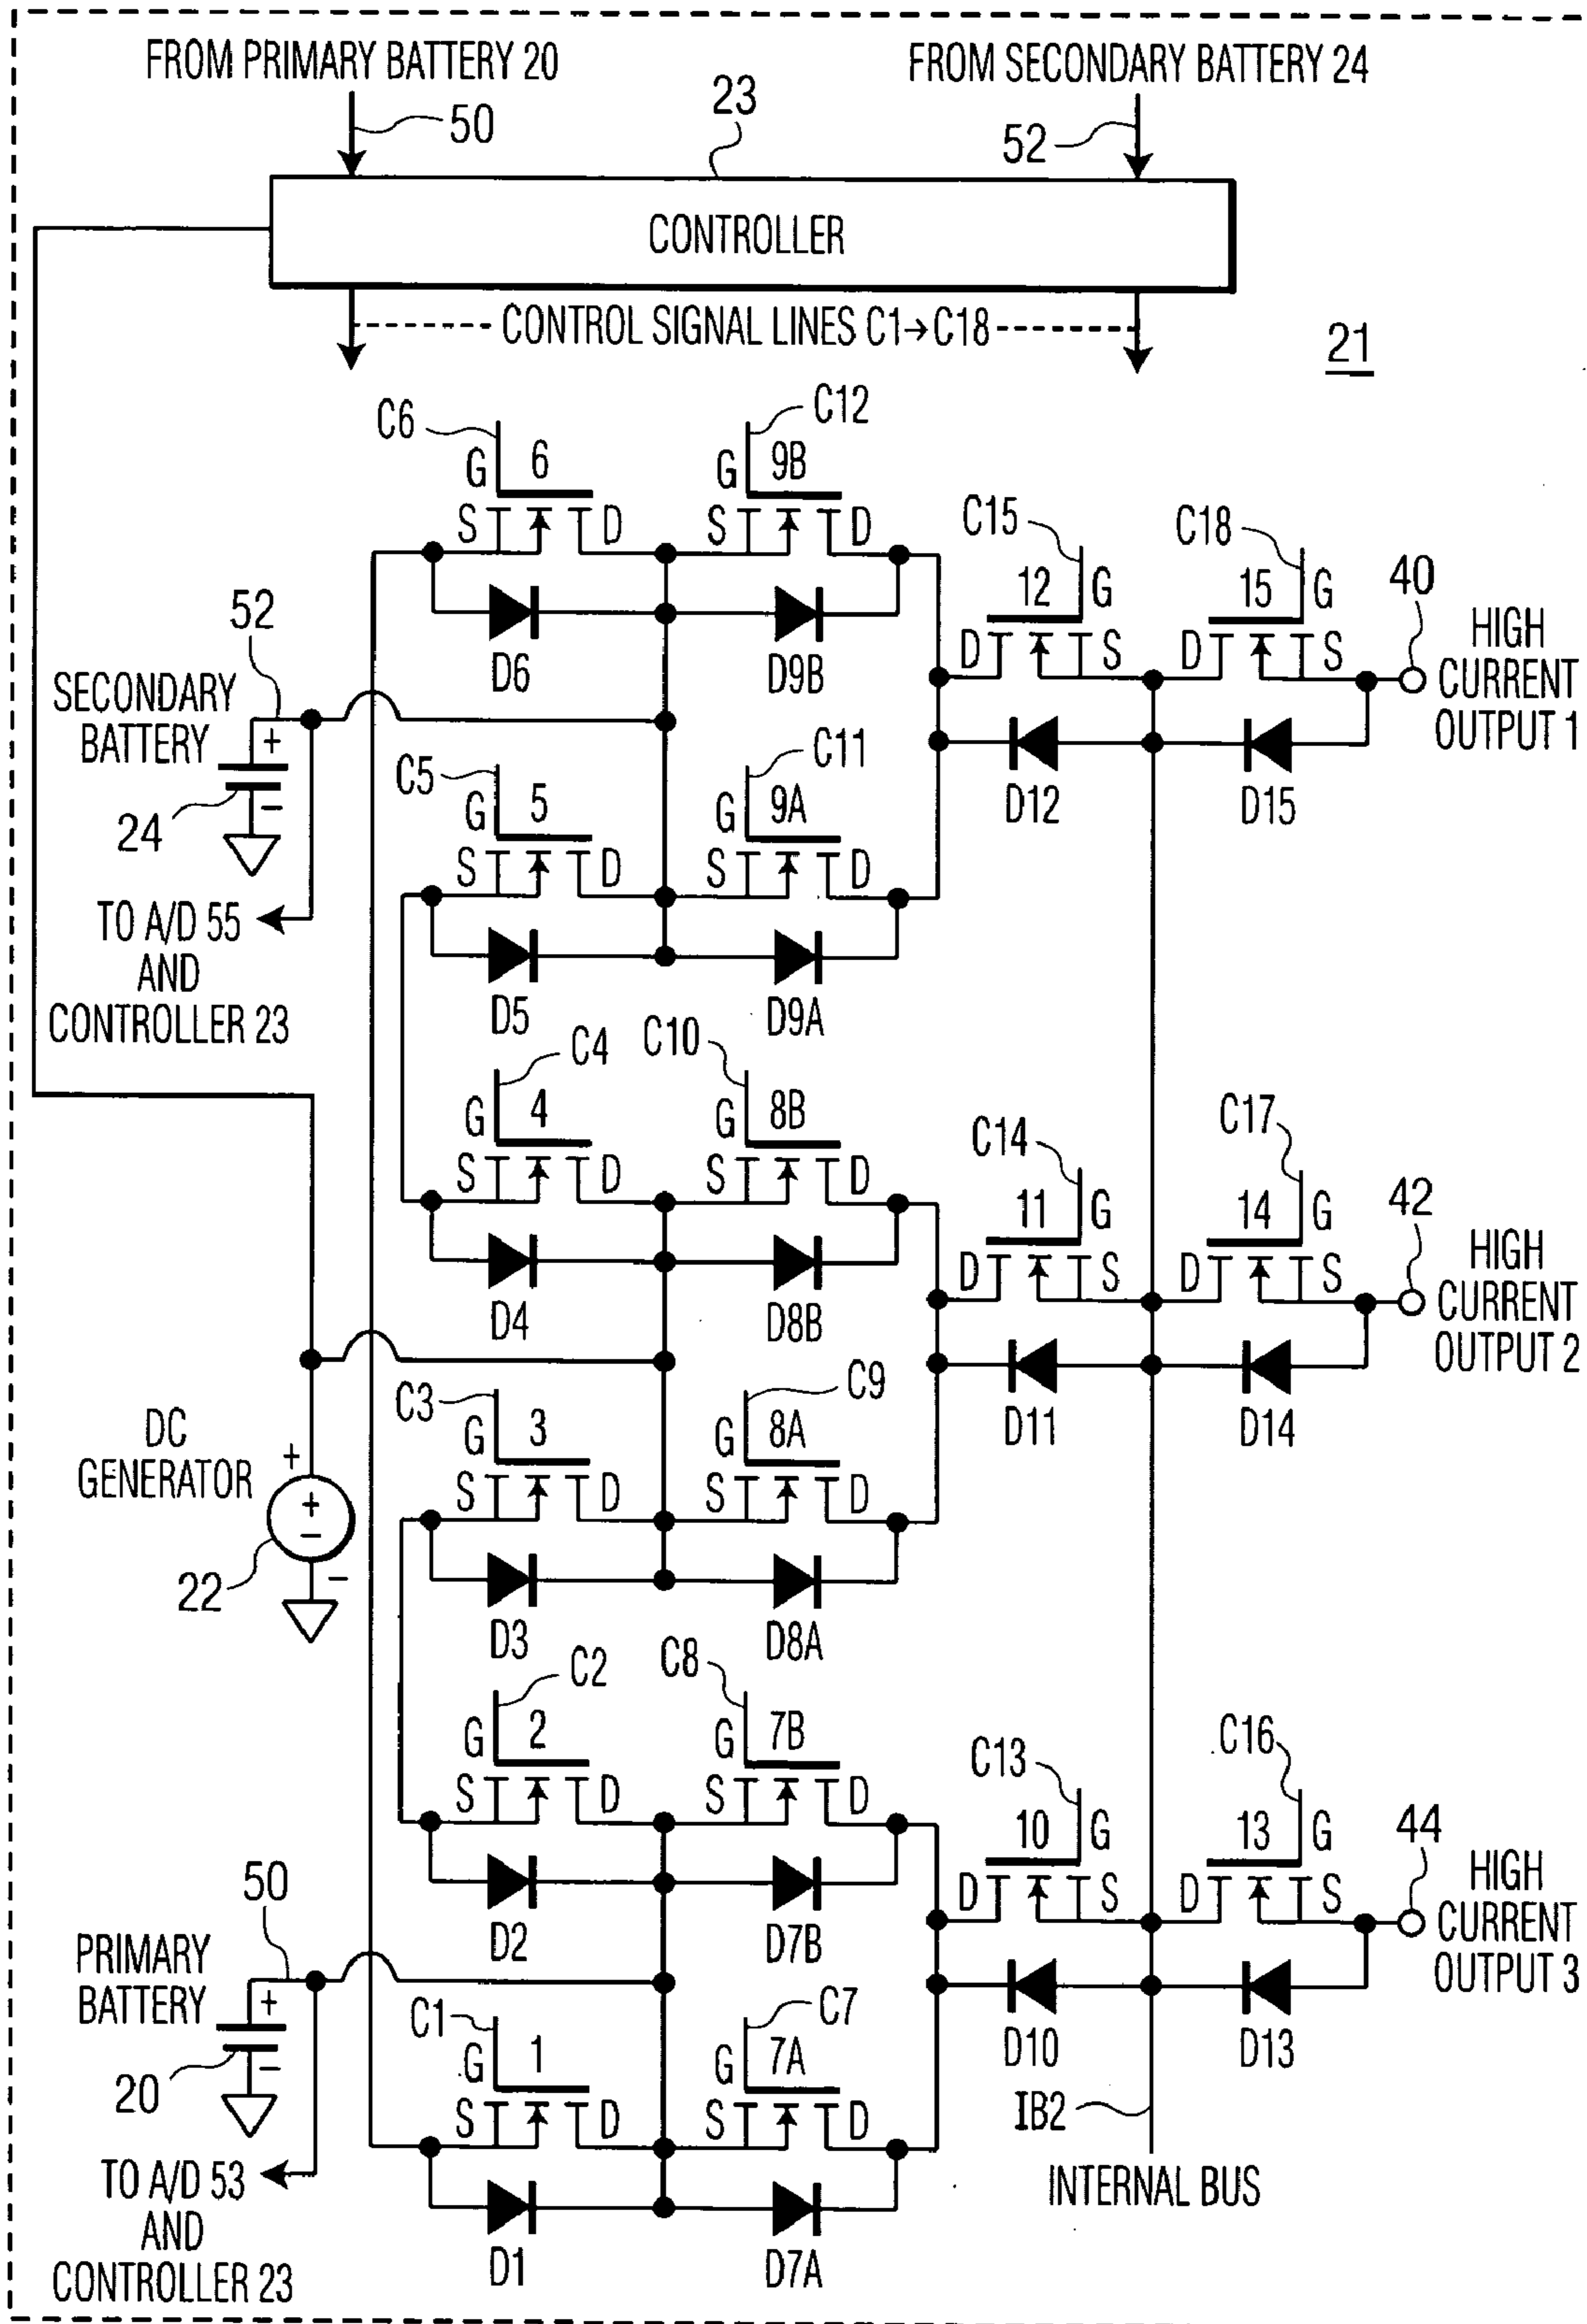 FROM PRIMARY BATTERY 20
FROM SECONDARY BATTERY 24
50
23
52
CONTROLLER
CONTROL SIGNAL LINES C1→C18
21
C6
G
6
S
D
D6
C12
G
9B
S
D
D9B
C15
12
G
D
S
D12
C18
15
G
D
S
D15
40
HIGH
CURRENT
OUTPUT 1
52
SECONDARY
BATTERY
+
−
24
TO A/D 55
AND
CONTROLLER 23
C5
G
5
S
D
D5
C11
G
9A
S
D
D9A
C4
G
4
S
D
D4
C10
G
8B
S
D
D8B
C14
11
G
D
S
D11
C17
14
G
D
S
D14
42
HIGH
CURRENT
OUTPUT 2
DC
GENERATOR
+
+
−
−
22
C3
G
3
S
D
D3
C9
G
8A
S
D
D8A
C2
G
2
S
D
D2
C8
G
7B
S
D
D7B
C13
10
G
D
S
D10
C16
13
G
D
S
D13
44
HIGH
CURRENT
OUTPUT 3
50
PRIMARY
BATTERY
+
−
20
TO A/D 53
AND
CONTROLLER 23
C1
G
1
S
D
D1
C7
G
7A
S
D
D7A
IB2
INTERNAL BUS